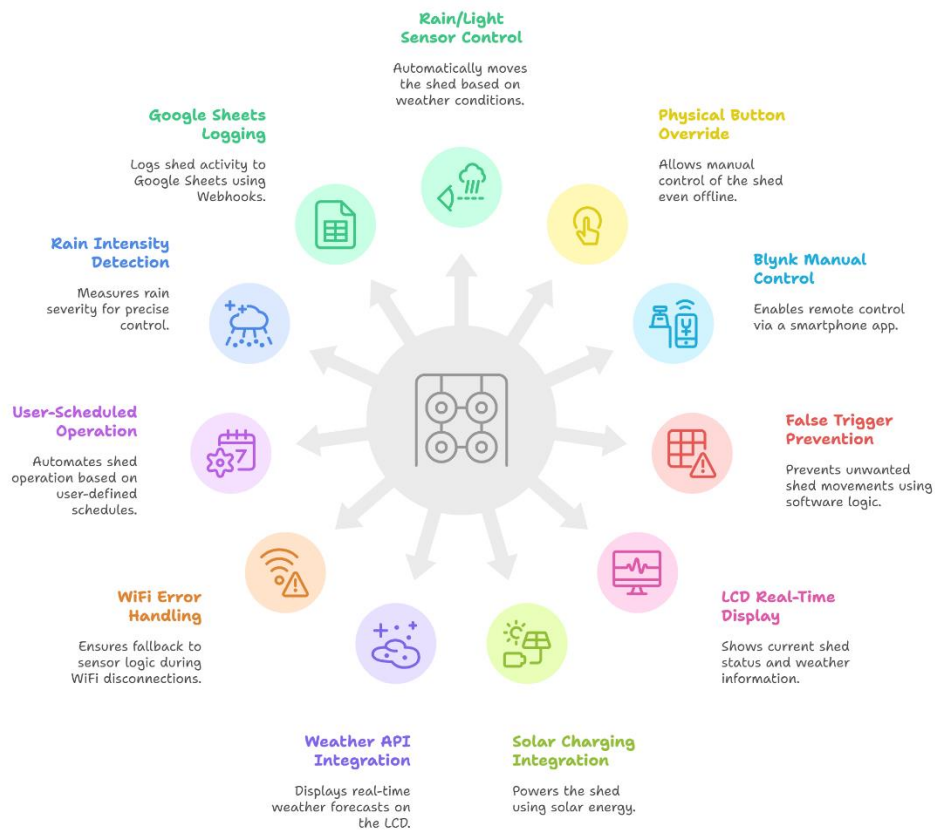 Rain/Light
Sensor Control
Automatically moves
the shed based on
weather conditions.
Physical Button
Override
Allows manual
control of the shed
even offline.
Blynk Manual
Control
Enables remote control
via a smartphone app.
False Trigger
Prevention
Prevents unwanted
shed movements using
software logic.
LCD Real-Time
Display
Shows current shed
status and weather
information.
Solar Charging
Integration
Powers the shed
using solar energy.
Weather API
Integration
Displays real-time
weather forecasts on
the LCD.
WiFi Error
Handling
Ensures fallback to
sensor logic during
WiFi disconnections.
User-Scheduled
Operation
Automates shed
operation based on
user-defined
schedules.
7
Rain Intensity
Detection
Measures rain
severity for precise
control.
Google Sheets
Logging
Logs shed activity to
Google Sheets using
Webhooks.